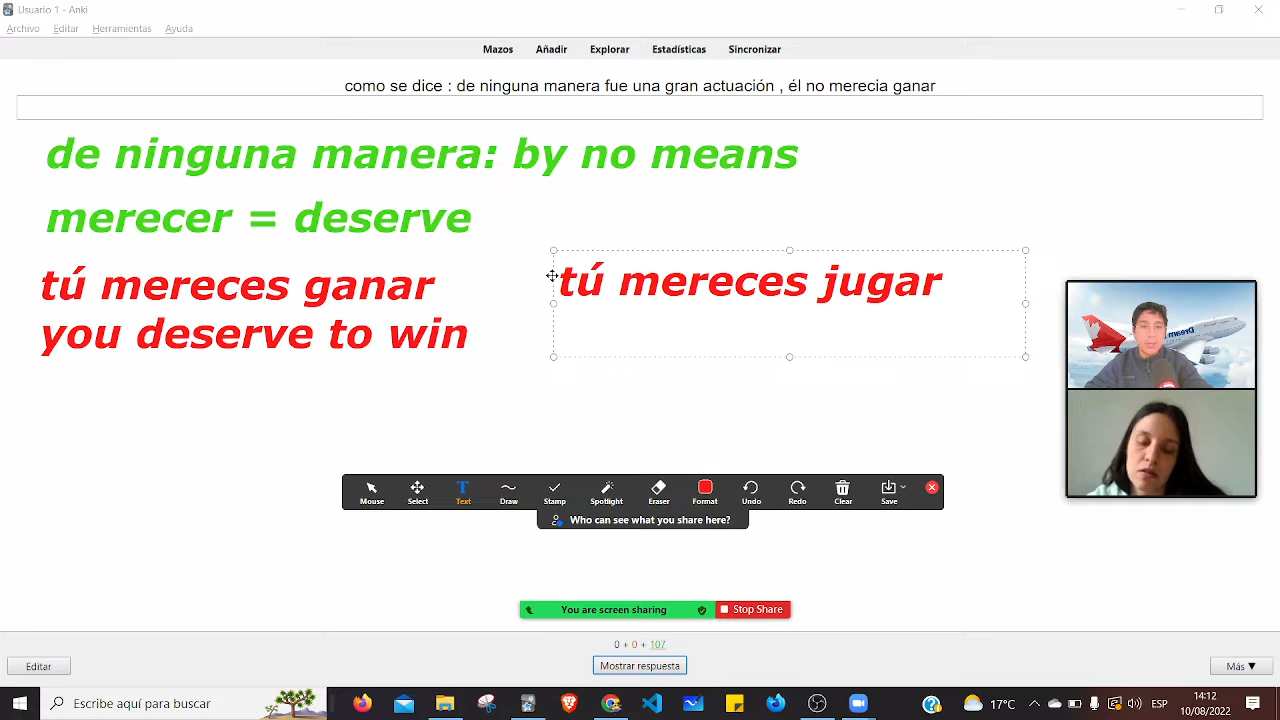 Usuario 1 - Anki
Archivo Editar Herramientas Ayuda
Mazos Añadir Explorar Estadísticas Sincronizar
como se dice : de ninguna manera fue una gran actuación , él no merecia ganar
de ninguna manera: by no means
merecer = deserve
tú mereces ganar
you deserve to win
tú mereces jugar
Mouse Select Text Draw Stamp Spotlight Eraser Format Undo Redo Clear Save
Who can see what you share here?
You are screen sharing Stop Share
0 + 0 + 107
Editar Mostrar respuesta Más ▼
Escribe aquí para buscar
17°C ESP 14:12
10/08/2022